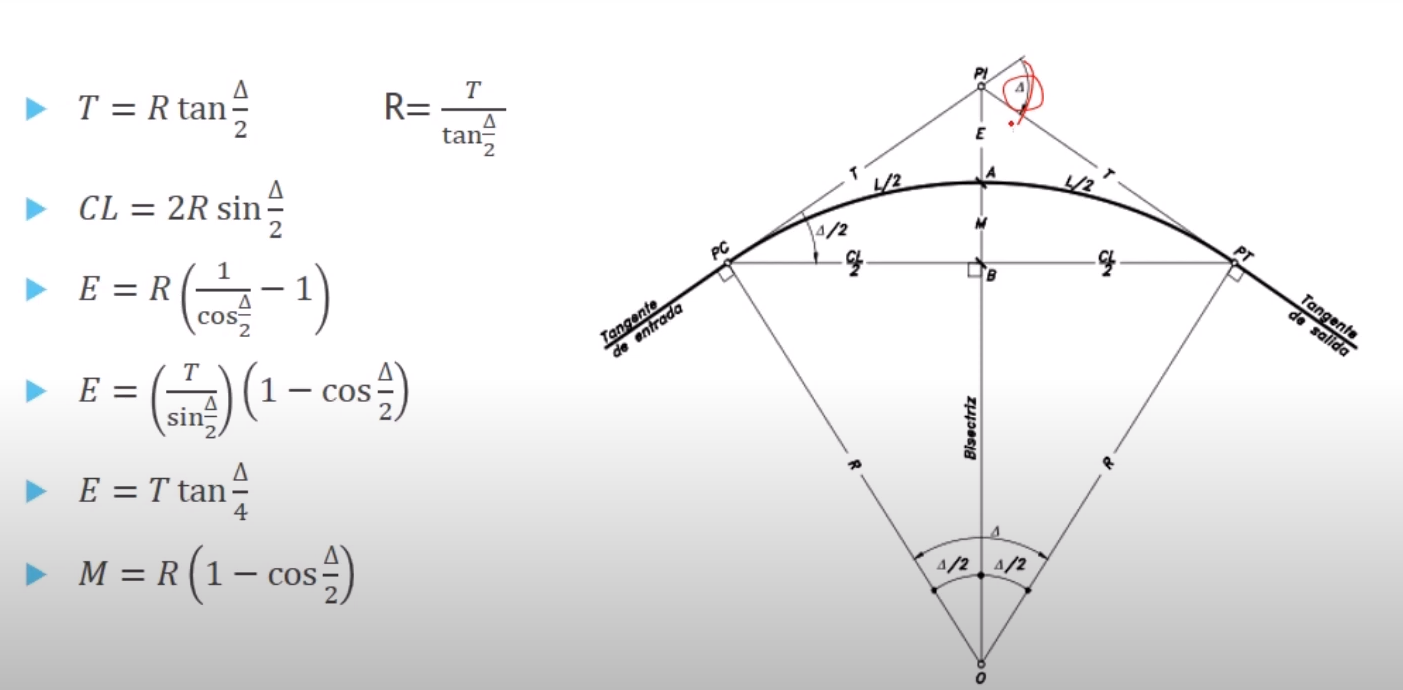 T = R tan Δ/2
R= T / tan Δ/2
CL = 2R sin Δ/2
E = R (1 / cos Δ/2 − 1)
E = (T / sin Δ/2) (1 − cos Δ/2)
E = T tan Δ/4
M = R (1 − cos Δ/2)
PI
Δ
E
T
T
L/2
A
L/2
Δ/2
M
PC
PT
CL/2
CL/2
B
Tangente
de entrada
Tangente
de salida
Bisectriz
R
R
Δ
Δ/2
Δ/2
O